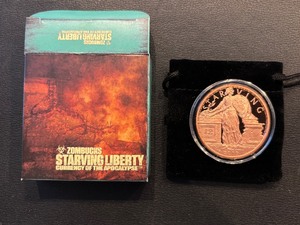 ZOMBUCKS
STARVING LIBERTY
CURRENCY OF THE APOCALYPSE
STARVING